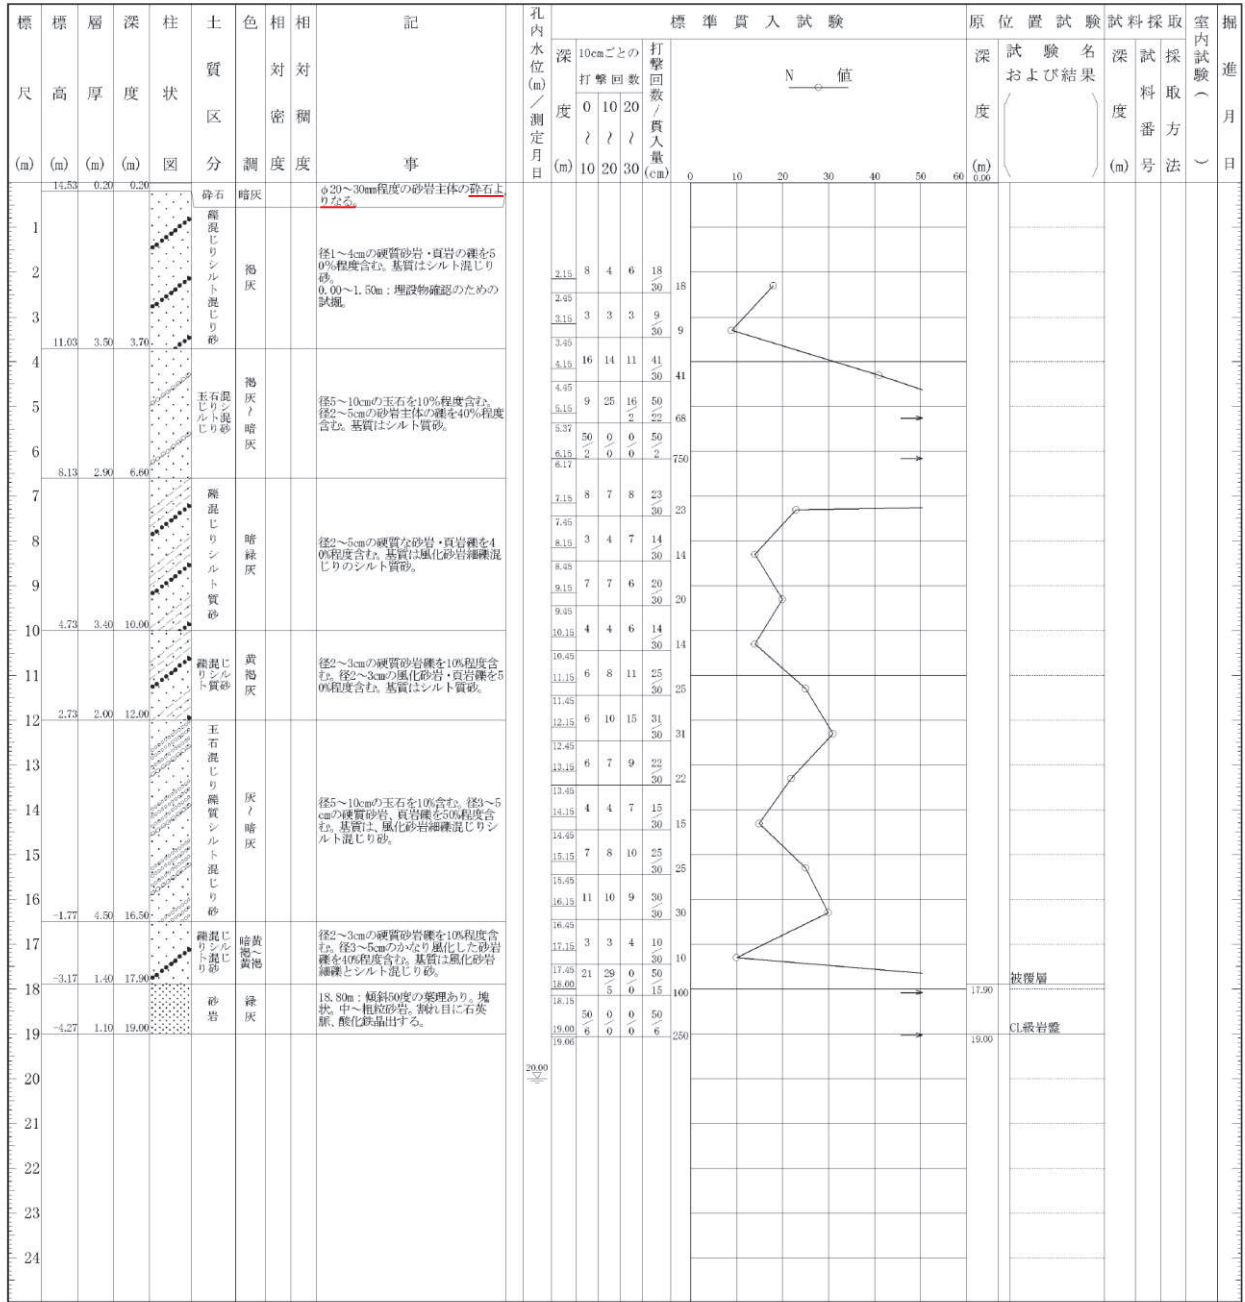 標尺(m)
標高(m)
層厚(m)
深度(m)
柱状図
土質区分
色調
相対密度
相対稠度
記事
孔内水位(m)/測定月日
標準貫入試験
深度(m)
10cmごとの打撃回数
0~10
10~20
20~30
打撃回数/貫入量(cm)
N値
0 10 20 30 40 50 60
原位置試験
深度(m)
試験名および結果
試料採取
深度(m)
試料番号
採取方法
室内試験( )
掘進月日
0.00
14.53 0.20 0.20
砕石
暗灰
φ20~30mm程度の砂岩主体の砕石よ
りなる。
11.03 3.50 3.70
礫混じりシルト混じり砂
褐灰
径1~4cmの硬質砂岩・頁岩の礫を5
0%程度含む。基質はシルト混じり
砂。
0.00~1.50m:埋設物確認のための
試掘。
8.13 2.90 6.60
玉石混じりシルト混じり砂
褐灰~暗灰
径5~10cmの玉石を10%程度含む。
径2~5cmの砂岩主体の礫を40%程度
含む。基質はシルト質砂。
4.73 3.40 10.00
礫混じりシルト質砂
暗緑灰
径2~5cmの硬質な砂岩・頁岩礫を4
0%程度含む。基質は風化砂岩細礫混
じりのシルト質砂。
2.73 2.00 12.00
礫混じりシルト質砂
黄褐灰
径2~3cmの硬質砂岩礫を10%程度含
む。径2~3cmの風化砂岩・頁岩礫を5
0%程度含む。基質はシルト質砂。
-1.77 4.50 16.50
玉石混じり礫質シルト混じり砂
灰~暗灰
径5~10cmの玉石を10%含む。径3~5
cmの硬質砂岩、頁岩礫を50%程度含
む。基質は、風化砂岩細礫混じりシ
ルト混じり砂。
-3.17 1.40 17.90
礫混じりシルト混じり砂
暗黄褐~黄褐
径2~3cmの硬質砂岩礫を10%程度含
む。径3~5cmのかなり風化した砂岩
礫を40%程度含む。基質は風化砂岩
細礫とシルト混じり砂。
-4.27 1.10 19.00
砂岩
緑灰
18.80m:傾斜50度の葉理あり。塊
状。中~粗粒砂岩。割れ目に石英
脈、酸化鉄晶出する。
20.00
2.15 8 4 6 18/30 18
2.45
3.15 3 3 3 9/30 9
3.45
4.15 16 14 11 41/30 41
4.45
5.15 9 25 16/2 50/22 68
5.37
6.15 50/2 0/0 0/0 50/2 750
6.17
7.15 8 7 8 23/30 23
7.45
8.15 3 4 7 14/30 14
8.45
9.15 7 7 6 20/30 20
9.45
10.15 4 4 6 14/30 14
10.45
11.15 6 8 11 25/30 25
11.45
12.15 6 10 15 31/30 31
12.45
13.15 6 7 9 22/30 22
13.45
14.15 4 4 7 15/30 15
14.45
15.15 7 8 10 25/30 25
15.45
16.15 11 10 9 30/30 30
16.45
17.15 3 3 4 10/30 10
17.45
18.00 21 29/5 0/0 50/15 100
18.15
19.00 50/6 0/0 0/0 50/6 250
19.06
被覆層
17.90
CL級岩盤
19.00
1
2
3
4
5
6
7
8
9
10
11
12
13
14
15
16
17
18
19
20
21
22
23
24